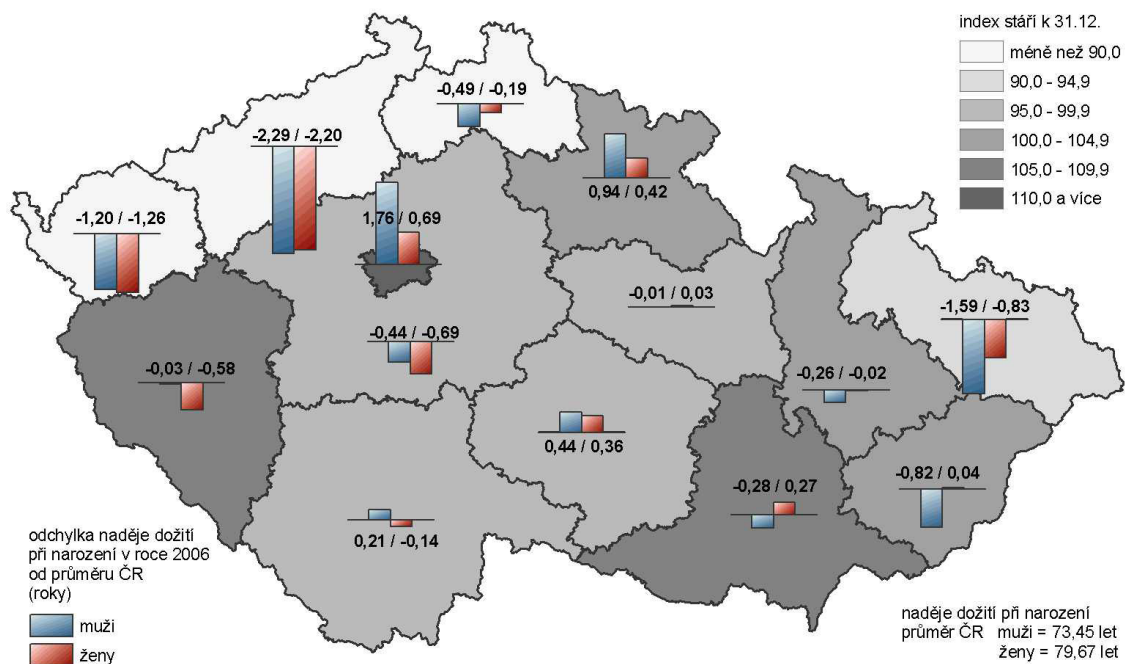 index stáří k 31.12.
méně než 90,0
90,0 - 94,9
95,0 - 99,9
100,0 - 104,9
105,0 - 109,9
110,0 a více
-0,49 / -0,19
-2,29 / -2,20
0,94 / 0,42
-1,20 / -1,26
1,76 / 0,69
-0,01 / 0,03
-1,59 / -0,83
-0,44 / -0,69
-0,03 / -0,58
-0,26 / -0,02
0,44 / 0,36
-0,28 / 0,27
-0,82 / 0,04
0,21 / -0,14
odchylka naděje dožití
při narození v roce 2006
od průměru ČR
(roky)
muži
ženy
naděje dožití při narození
průměr ČR muži = 73,45 let
ženy = 79,67 let